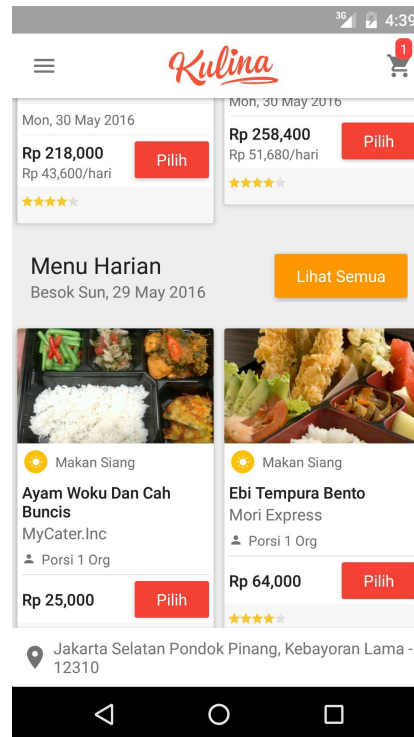 3G 4:39
Kulina
1
Mon, 30 May 2016
Rp 218,000
Rp 43,600/hari
Pilih
Mon, 30 May 2016
Rp 258,400
Rp 51,680/hari
Pilih
Menu Harian
Besok Sun, 29 May 2016
Lihat Semua
Makan Siang
Ayam Woku Dan Cah
Buncis
MyCater.Inc
Porsi 1 Org
Rp 25,000
Pilih
Makan Siang
Ebi Tempura Bento
Mori Express
Porsi 1 Org
Rp 64,000
Pilih
Jakarta Selatan Pondok Pinang, Kebayoran Lama -
12310